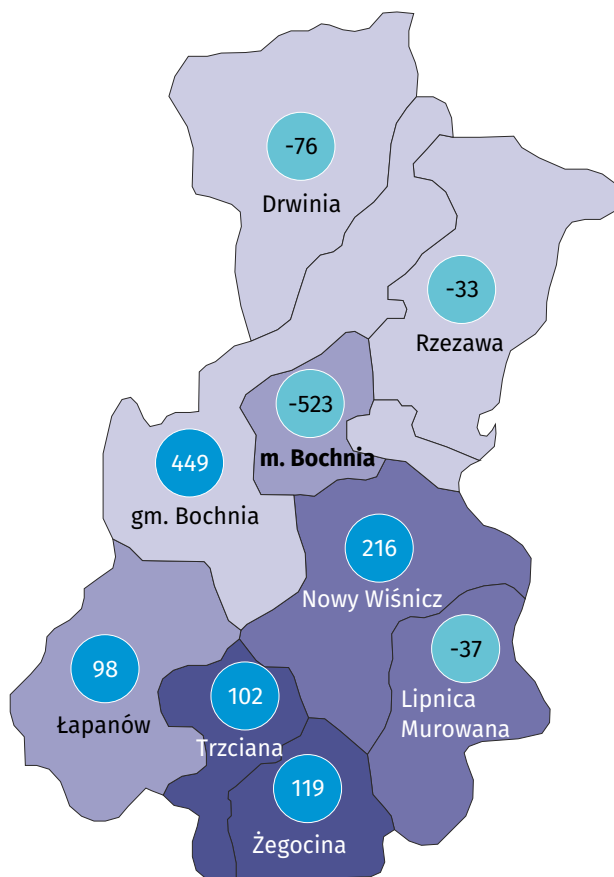 -76
Drwinia
-33
Rzezawa
-523
m. Bochnia
449
gm. Bochnia
216
Nowy Wiśnicz
-37
Lipnica
Murowana
98
Łapanów
102
Trzciana
119
Żegocina